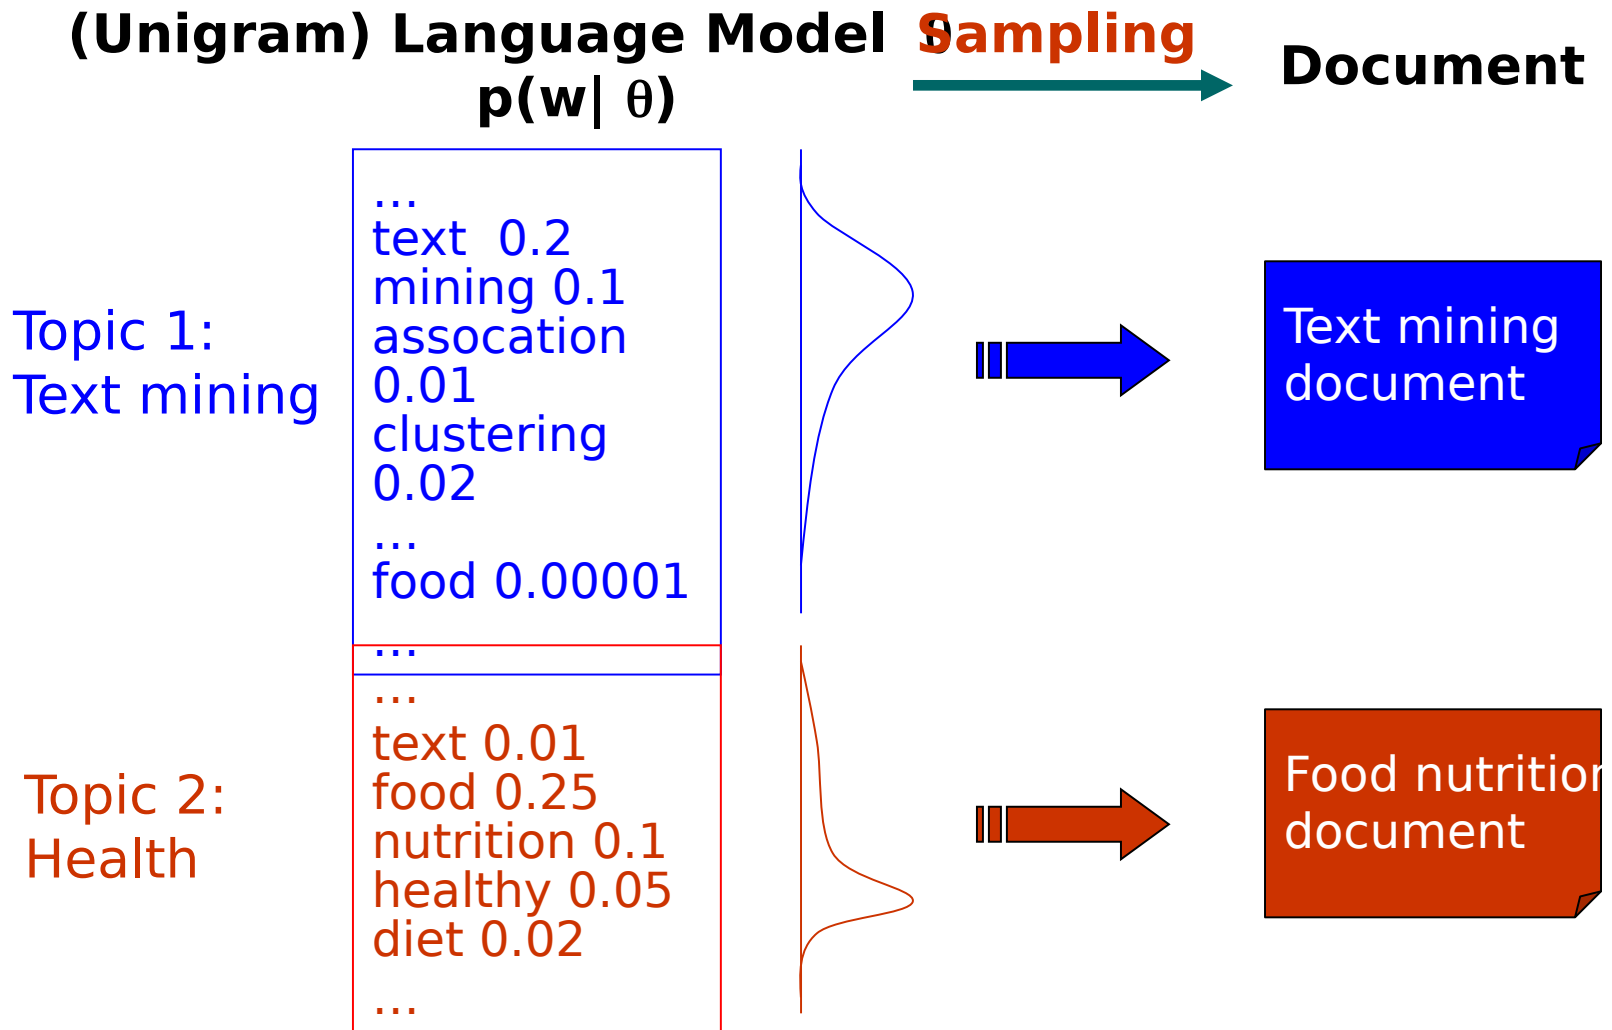 (Unigram) Language Model θ
p(w| θ)
Sampling
Document
Topic 1:
Text mining
…
text  0.2
mining 0.1
assocation
0.01
clustering
0.02
…
food 0.00001
…
Text mining
document
Topic 2:
Health
…
text 0.01
food 0.25
nutrition 0.1
healthy 0.05
diet 0.02
…
Food nutrition
document